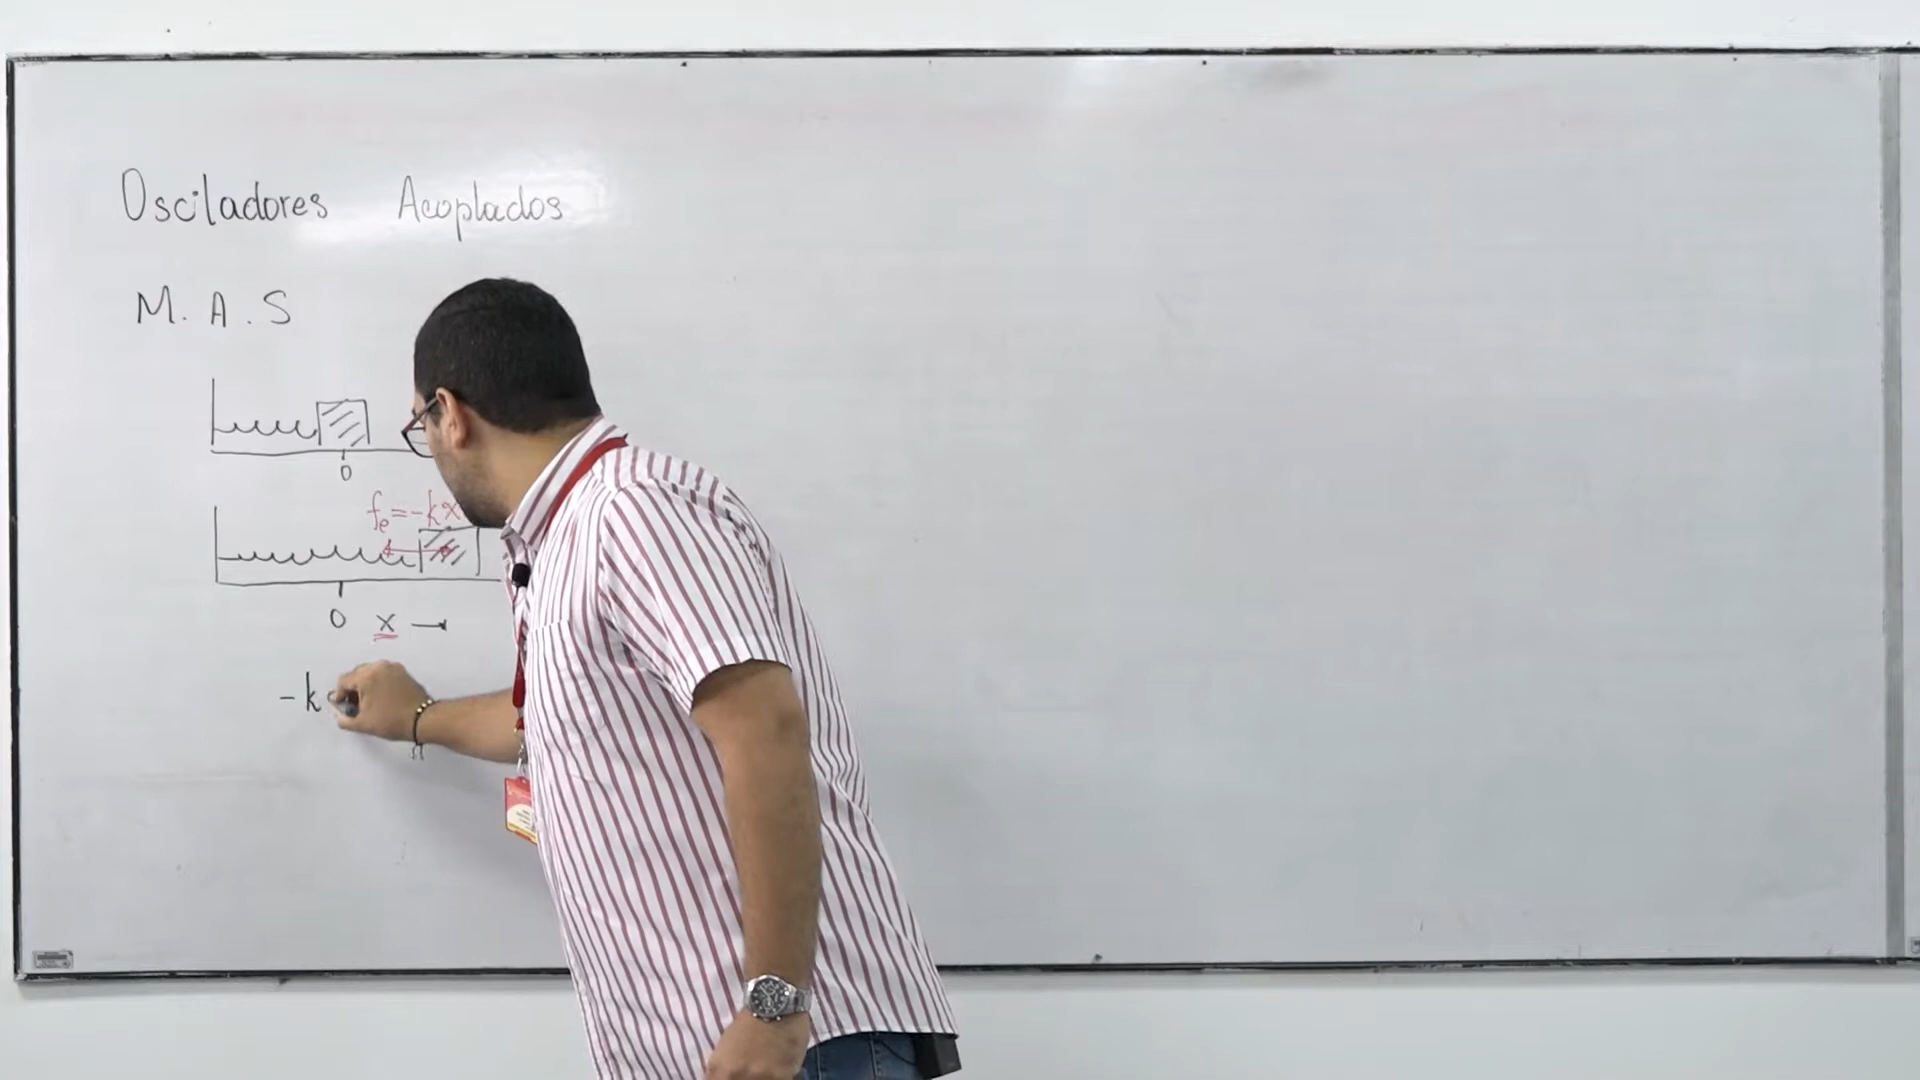 Osciladores Acoplados
M. A. S
0
fe=-kx
0 x →
-k